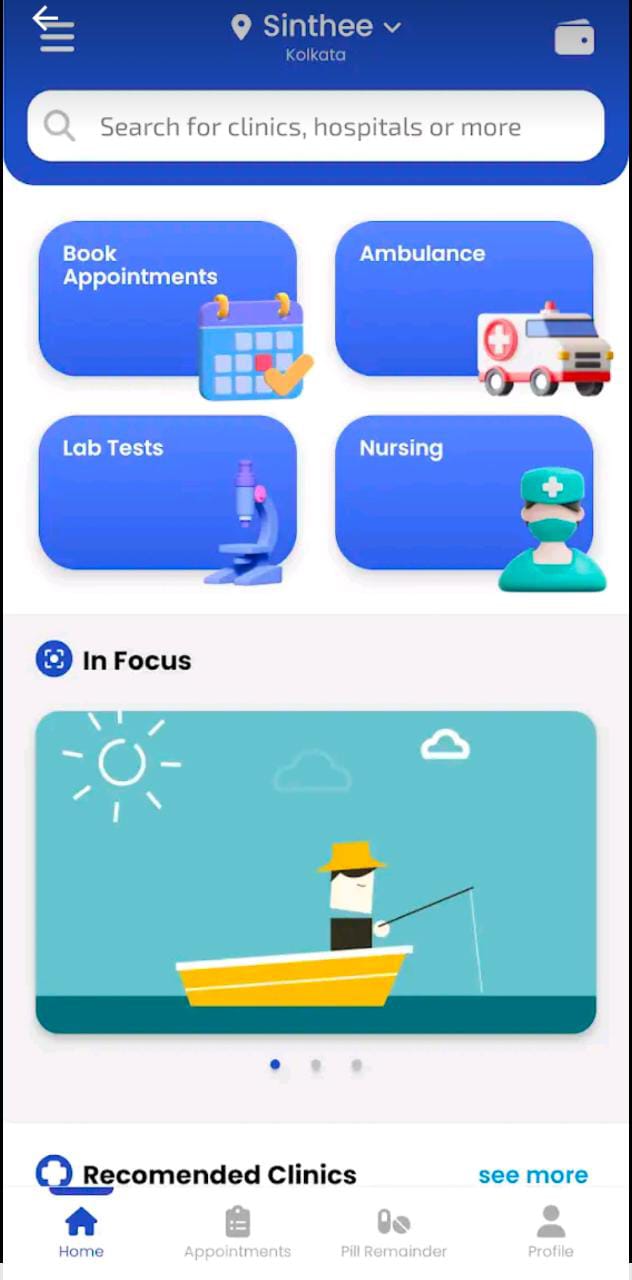 Sinthee
Kolkata
Search for clinics, hospitals or more
Book
Appointments
Ambulance
Lab Tests
Nursing
In Focus
Recomended Clinics
see more
Home
Appointments
Pill Remainder
Profile